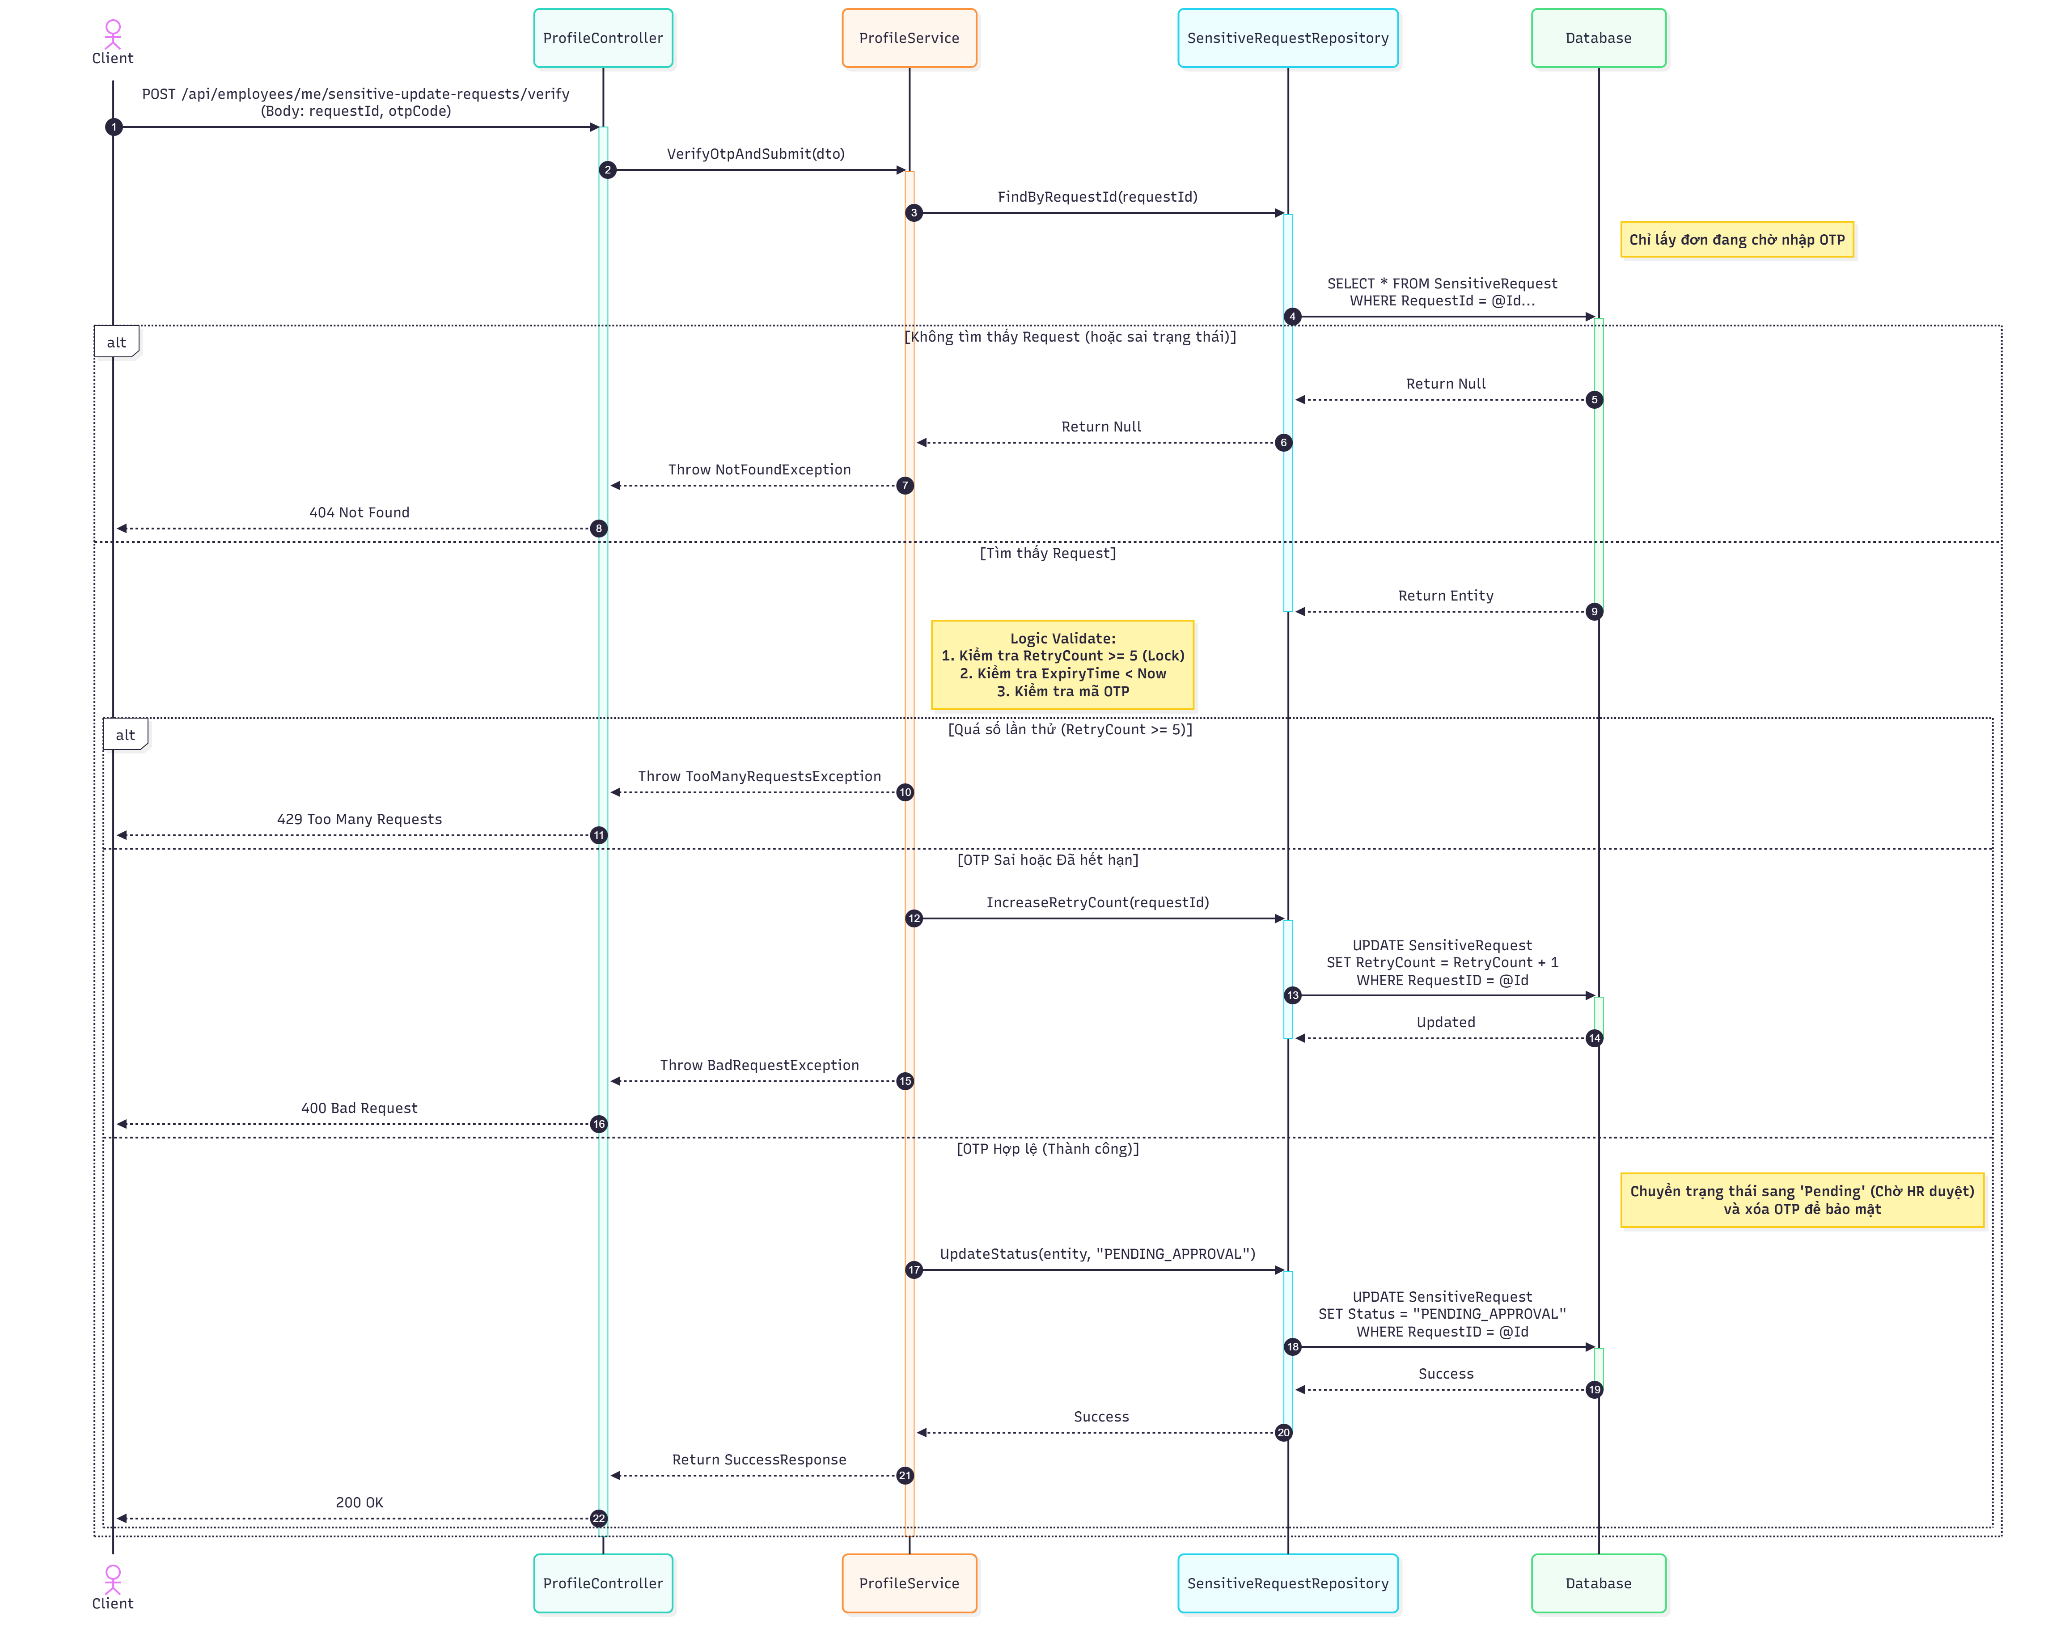 Client
ProfileController
ProfileService
SensitiveRequestRepository
Database
POST /api/employees/me/sensitive-update-requests/verify
(Body: requestId, otpCode)
1
VerifyOtpAndSubmit(dto)
2
FindByRequestId(requestId)
3
Chỉ lấy đơn đang chờ nhập OTP
SELECT * FROM SensitiveRequest
WHERE RequestId = @Id...
4
alt
[Không tìm thấy Request (hoặc sai trạng thái)]
Return Null
5
Return Null
6
Throw NotFoundException
7
404 Not Found
8
[Tìm thấy Request]
Return Entity
9
Logic Validate:
1. Kiểm tra RetryCount >= 5 (Lock)
2. Kiểm tra ExpiryTime < Now
3. Kiểm tra mã OTP
alt
[Quá số lần thử (RetryCount >= 5)]
Throw TooManyRequestsException
10
429 Too Many Requests
11
[OTP Sai hoặc Đã hết hạn]
IncreaseRetryCount(requestId)
12
UPDATE SensitiveRequest
SET RetryCount = RetryCount + 1
WHERE RequestID = @Id
13
Updated
14
Throw BadRequestException
15
400 Bad Request
16
[OTP Hợp lệ (Thành công)]
Chuyển trạng thái sang 'Pending' (Chờ HR duyệt)
và xóa OTP để bảo mật
UpdateStatus(entity, "PENDING_APPROVAL")
17
UPDATE SensitiveRequest
SET Status = "PENDING_APPROVAL"
WHERE RequestID = @Id
18
Success
19
Success
20
Return SuccessResponse
21
200 OK
22
Client
ProfileController
ProfileService
SensitiveRequestRepository
Database